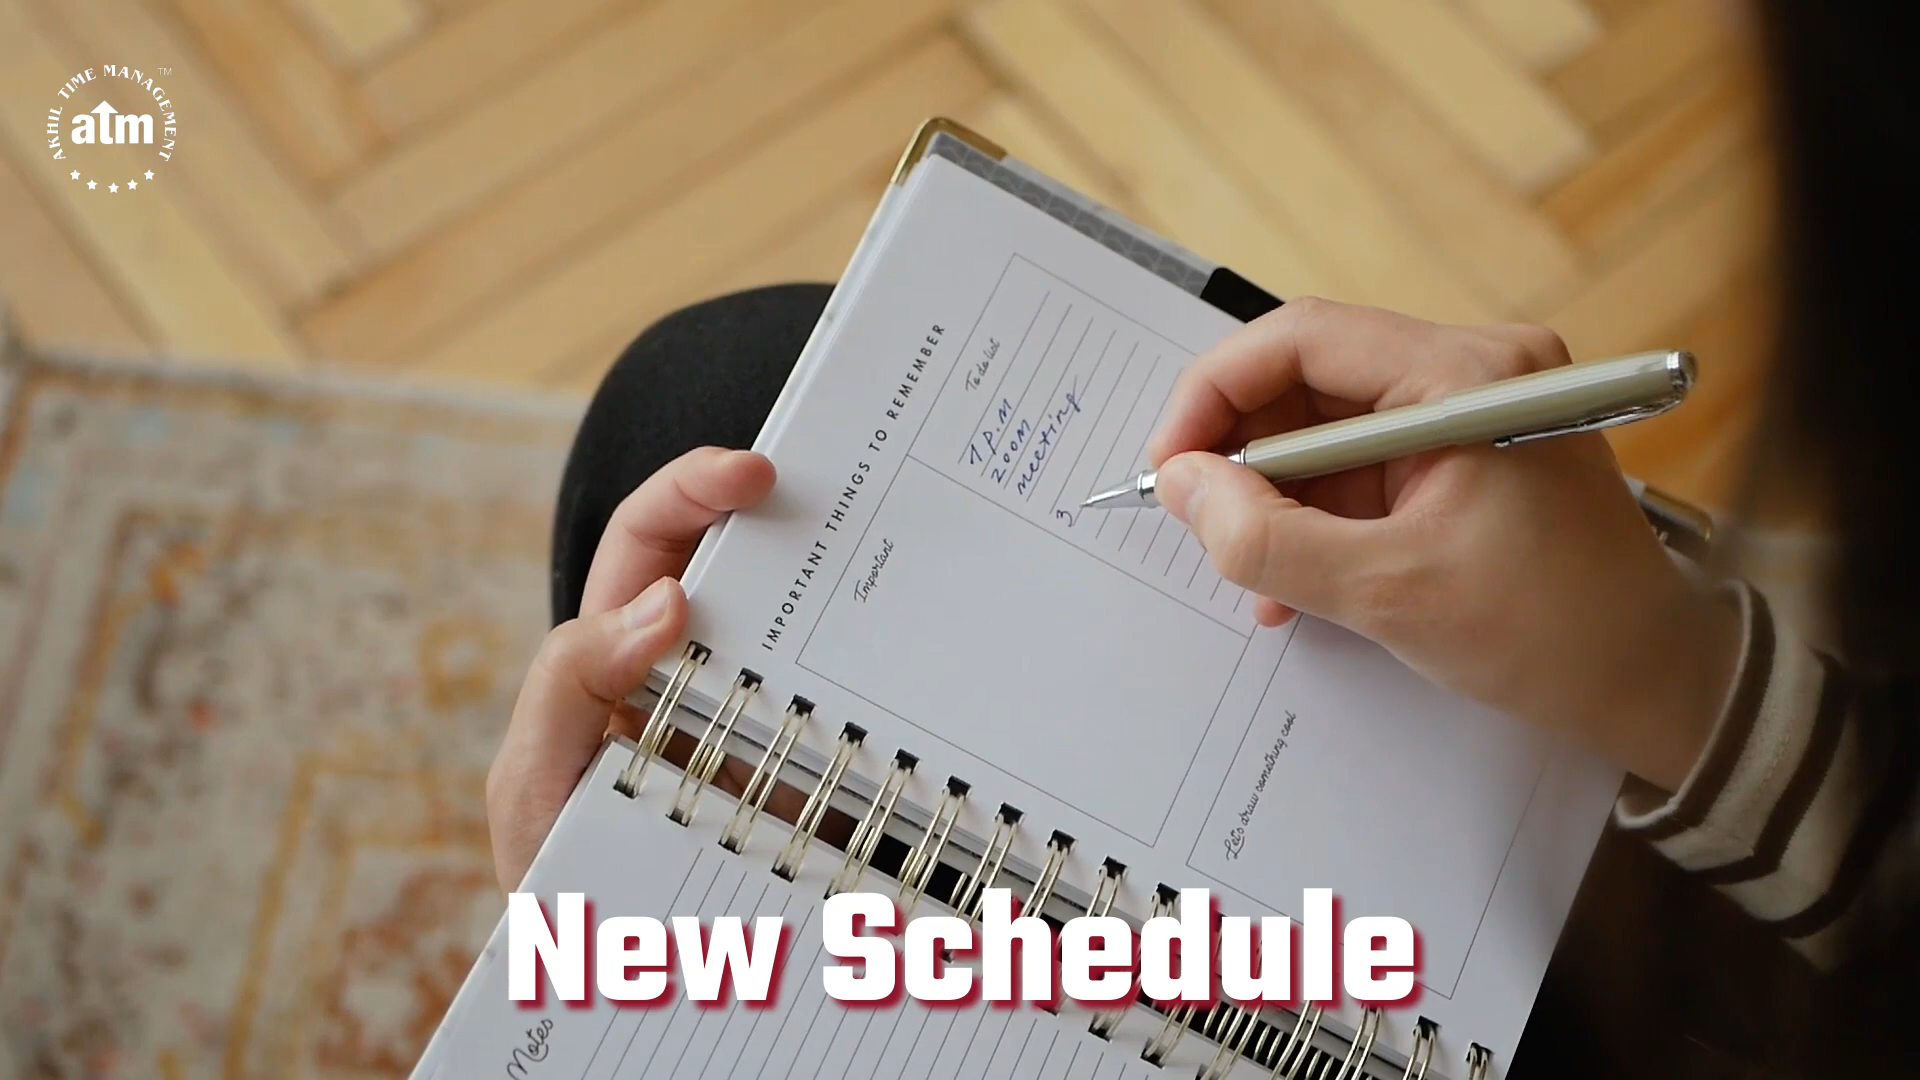 AKHIL TIME MANAGEMENT
TM
atm
IMPORTANT THINGS TO REMEMBER
To do list
1 P.M
ZOOM
meeting
3
Important
Let's draw something cool
Notes
New Schedule